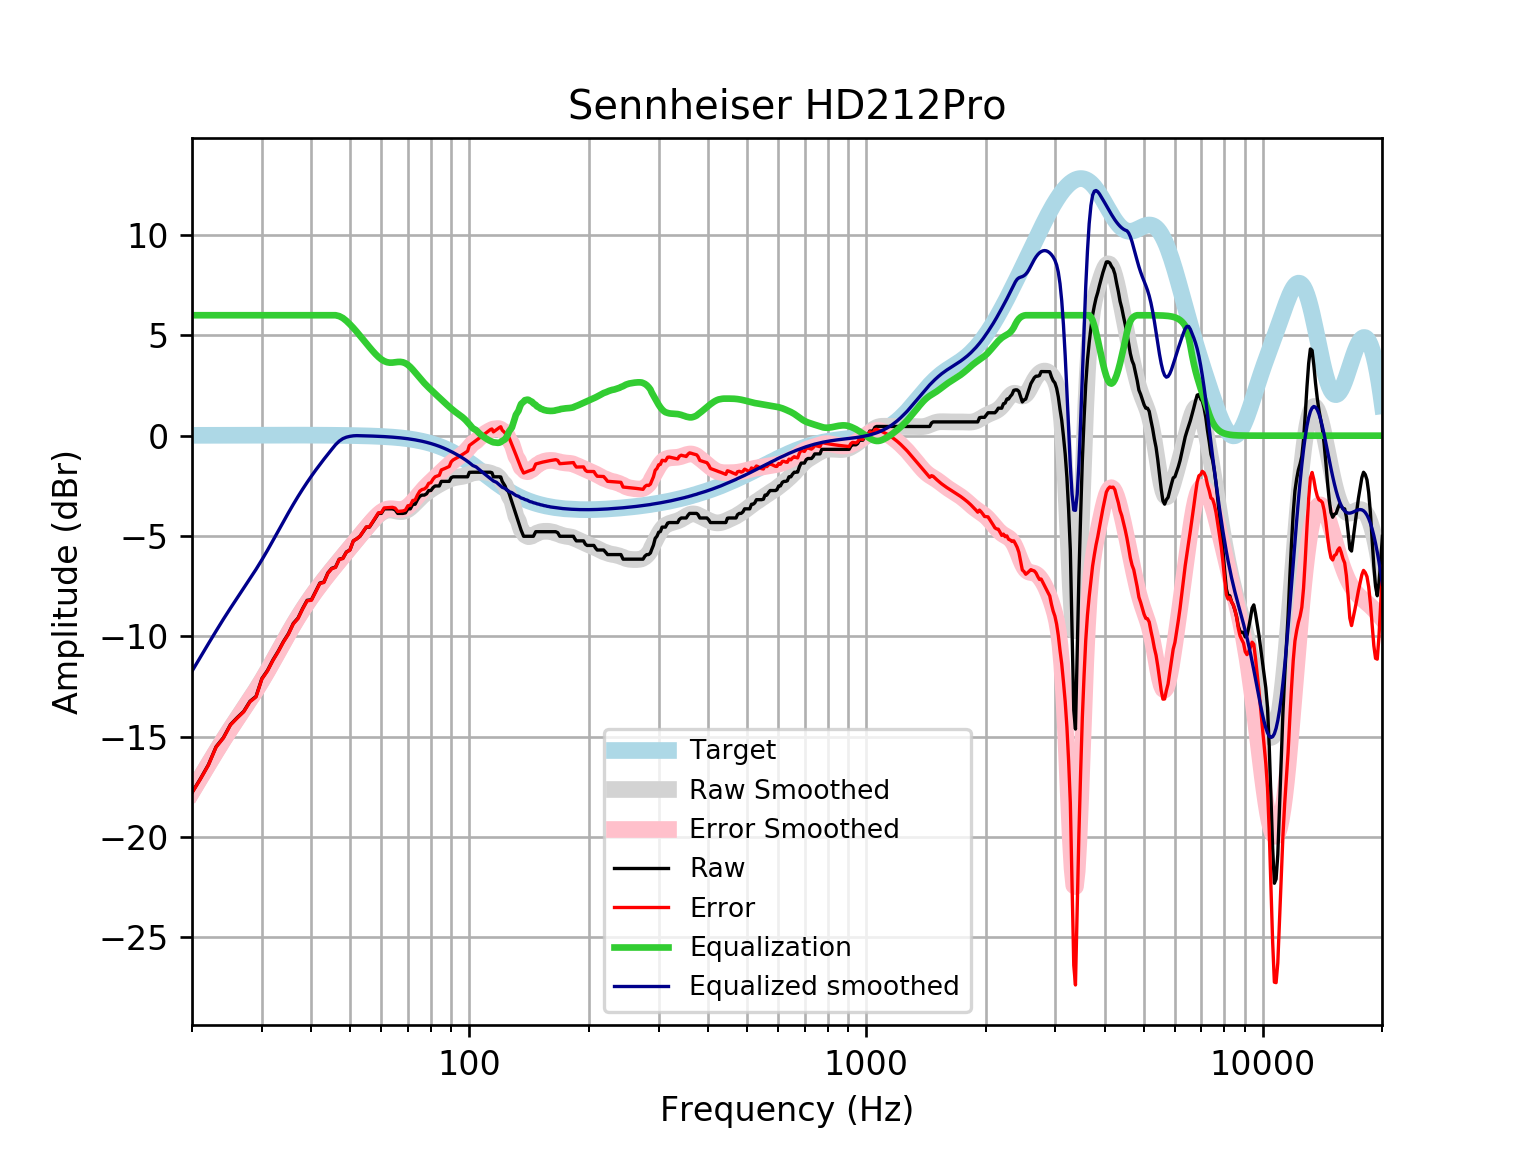 Sennheiser HD212Pro
Amplitude (dBr)
10
5
0
−5
−10
−15
−20
−25
Target
Raw Smoothed
Error Smoothed
Raw
Error
Equalization
Equalized smoothed
100 1000 10000
Frequency (Hz)